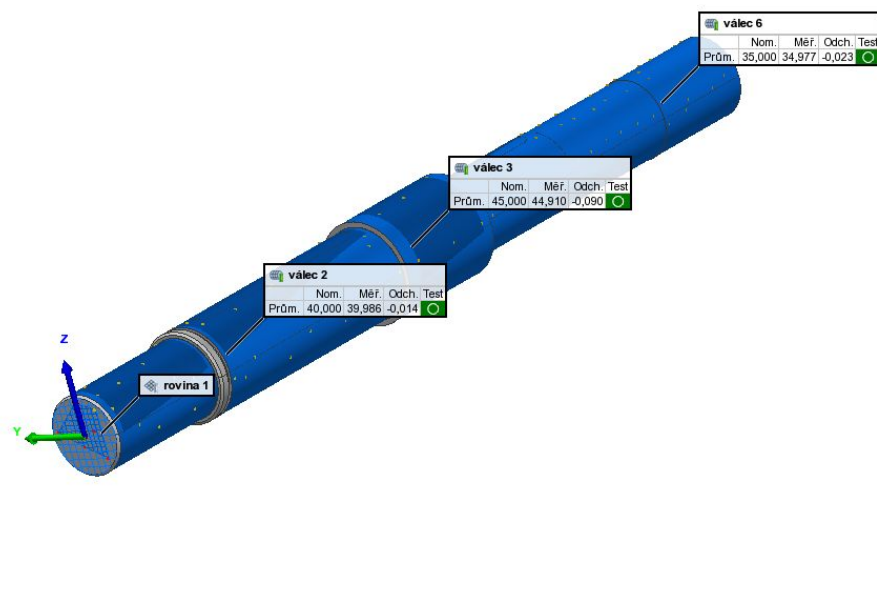 válec 6
Nom. Měř. Odch. Test
Prům. 35,000 34,977 -0,023
válec 3
Nom. Měř. Odch. Test
Prům. 45,000 44,910 -0,090
válec 2
Nom. Měř. Odch. Test
Prům. 40,000 39,986 -0,014
Z
rovina 1
Y